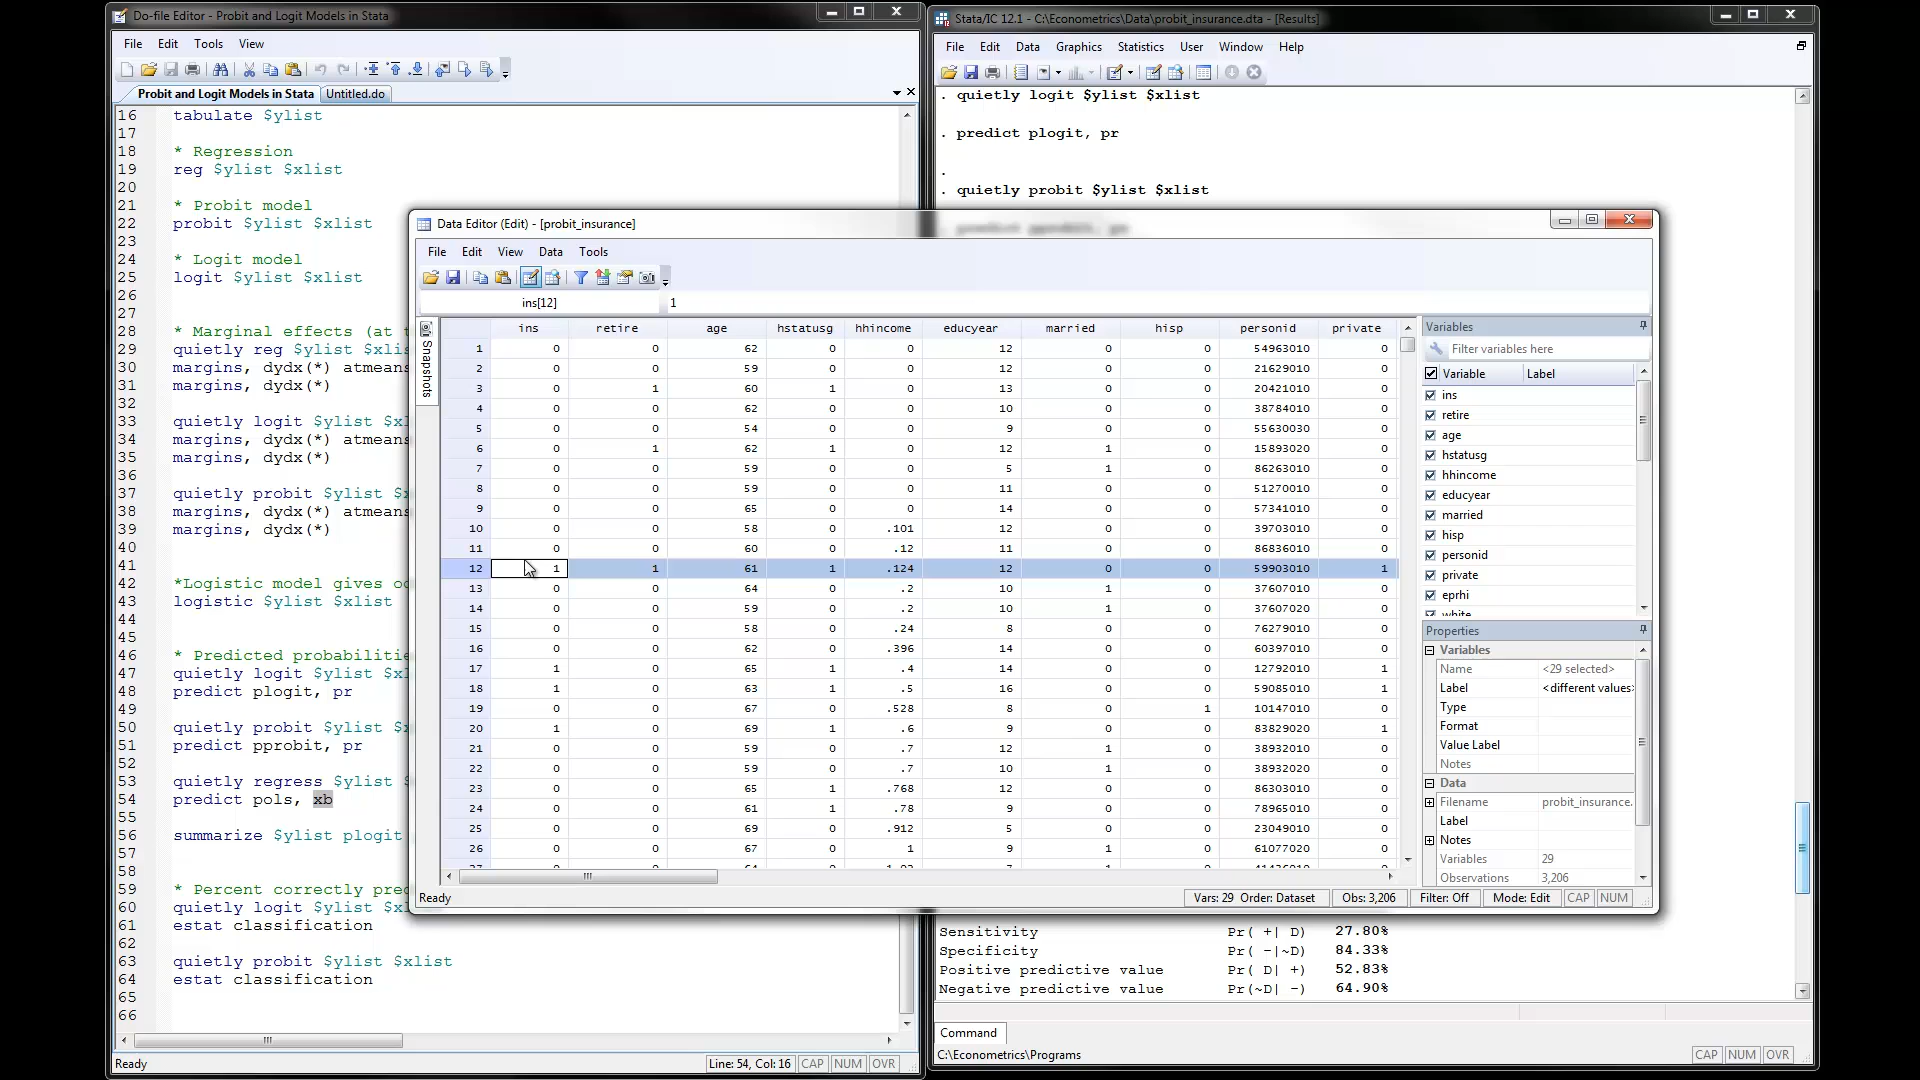 Do-file Editor - Probit and Logit Models in Stata
File Edit Tools View
Probit and Logit Models in Stata Untitled.do
16 tabulate $ylist
17
18 * Regression
19 reg $ylist $xlist
20
21 * Probit model
22 probit $ylist $xlist
23
24 * Logit model
25 logit $ylist $xlist
26
27
28 * Marginal effects (at t
29 quietly reg $ylist $xlis
30 margins, dydx(*) atmeans
31 margins, dydx(*)
32
33 quietly logit $ylist $xl
34 margins, dydx(*) atmeans
35 margins, dydx(*)
36
37 quietly probit $ylist $x
38 margins, dydx(*) atmeans
39 margins, dydx(*)
40
41
42 *Logistic model gives od
43 logistic $ylist $xlist
44
45
46 * Predicted probabilitie
47 quietly logit $ylist $xl
48 predict plogit, pr
49
50 quietly probit $ylist $x
51 predict pprobit, pr
52
53 quietly regress $ylist $
54 predict pols, xb
55
56 summarize $ylist plogit
57
58
59 * Percent correctly pred
60 quietly logit $ylist $xl
61 estat classification
62
63 quietly probit $ylist $xlist
64 estat classification
65
66
Ready Line: 54, Col: 16 CAP NUM OVR
Stata/IC 12.1 - C:\Econometrics\Data\probit_insurance.dta - [Results]
File Edit Data Graphics Statistics User Window Help
. quietly logit $ylist $xlist
. predict plogit, pr
.
. quietly probit $ylist $xlist
. predict pprobit, pr
Data Editor (Edit) - [probit_insurance]
File Edit View Data Tools
ins[12] 1
Snapshots
ins retire age hstatusg hhincome educyear married hisp personid private
1 0 0 62 0 0 12 0 0 54963010 0
2 0 0 59 0 0 12 0 0 21629010 0
3 0 1 60 1 0 13 0 0 20421010 0
4 0 0 62 0 0 10 0 0 38784010 0
5 0 0 54 0 0 9 0 0 55630030 0
6 0 1 62 1 0 12 1 0 15893020 0
7 0 0 59 0 0 5 1 0 86263010 0
8 0 0 59 0 0 11 0 0 51270010 0
9 0 0 65 0 0 14 0 0 57341010 0
10 0 0 58 0 .101 12 0 0 39703010 0
11 0 0 60 0 .12 11 0 0 86836010 0
12 1 1 61 1 .124 12 0 0 59903010 1
13 0 0 64 0 .2 10 1 0 37607010 0
14 0 0 59 0 .2 10 1 0 37607020 0
15 0 0 58 0 .24 8 0 0 76279010 0
16 0 0 62 0 .396 14 0 0 60397010 0
17 1 0 65 1 .4 14 0 0 12792010 1
18 1 0 63 1 .5 16 0 0 59085010 1
19 0 0 67 0 .528 8 0 1 10147010 0
20 1 0 69 1 .6 9 0 0 83829020 1
21 0 0 59 0 .7 12 1 0 38932010 0
22 0 0 59 0 .7 10 1 0 38932020 0
23 0 0 65 1 .768 12 0 0 86303010 0
24 0 0 61 1 .78 9 0 0 78965010 0
25 0 0 69 0 .912 5 0 0 23049010 0
26 0 0 67 0 1 9 1 0 61077020 0
Variables
Filter variables here
Variable Label
ins
retire
age
hstatusg
hhincome
educyear
married
hisp
personid
private
eprhi
white
Properties
Variables
Name <29 selected>
Label <different values>
Type
Format
Value Label
Notes
Data
Filename probit_insurance.
Label
Notes
Variables 29
Observations 3,206
Ready Vars: 29 Order: Dataset Obs: 3,206 Filter: Off Mode: Edit CAP NUM
Sensitivity Pr( +| D) 27.80%
Specificity Pr( -|~D) 84.33%
Positive predictive value Pr( D| +) 52.83%
Negative predictive value Pr(~D| -) 64.90%
Command
C:\Econometrics\Programs CAP NUM OVR